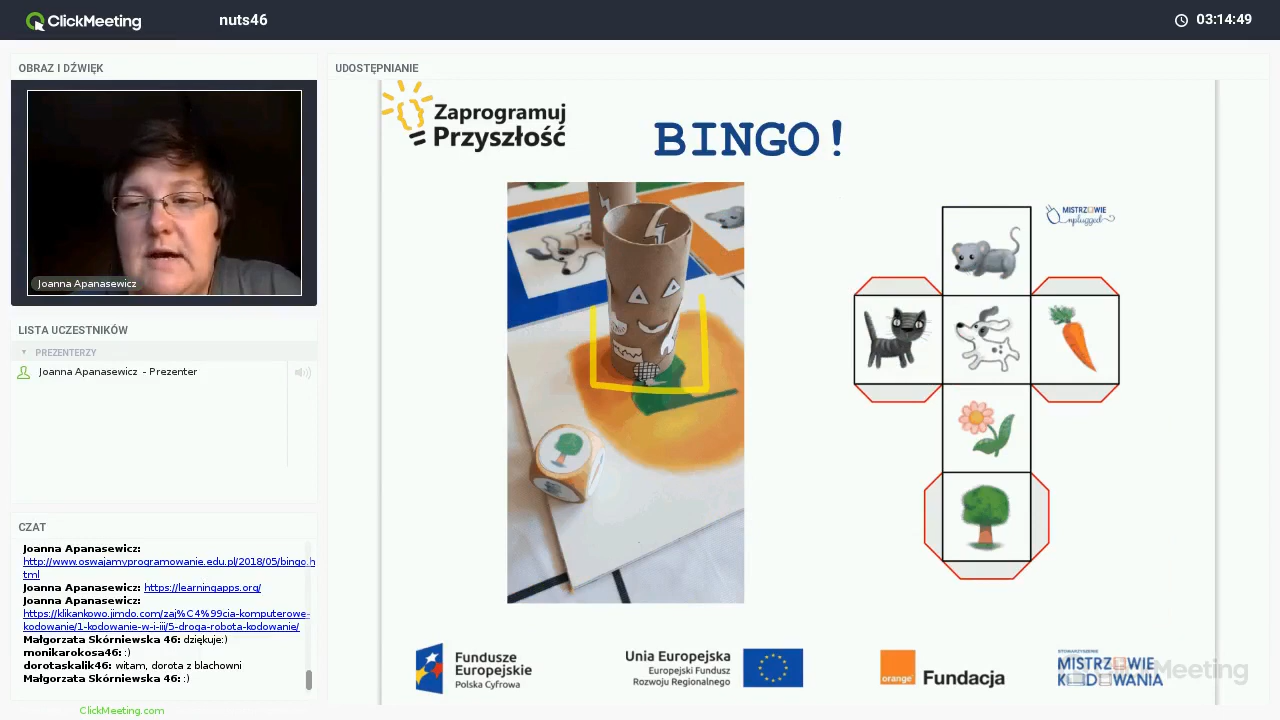 ClickMeeting
nuts46
03:14:49
OBRAZ I DŹWIĘK
Joanna Apanasewicz
LISTA UCZESTNIKÓW
PREZENTERZY
Joanna Apanasewicz - Prezenter
CZAT
Joanna Apanasewicz:
http://www.oswajamyprogramowanie.edu.pl/2018/05/bingo.h
tml
Joanna Apanasewicz: https://learningapps.org/
Joanna Apanasewicz:
https://klikankowo.jimdo.com/zaj%C4%99cia-komputerowe-
kodowanie/1-kodowanie-w-i-iii/5-droga-robota-kodowanie/
Małgorzata Skórniewska 46: dziękuje:)
monikarokosa46: :)
dorotaskalik46: witam, dorota z blachowni
Małgorzata Skórniewska 46: :)
ClickMeeting.com
UDOSTĘPNIANIE
Zaprogramuj
Przyszłość
BINGO!
MISTRZOWIE
unplugged
Fundusze
Europejskie
Polska Cyfrowa
Unia Europejska
Europejski Fundusz
Rozwoju Regionalnego
orange
Fundacja
STOWARZYSZENIE
MISTRZOWIE
KODOWANIA
ClickMeeting